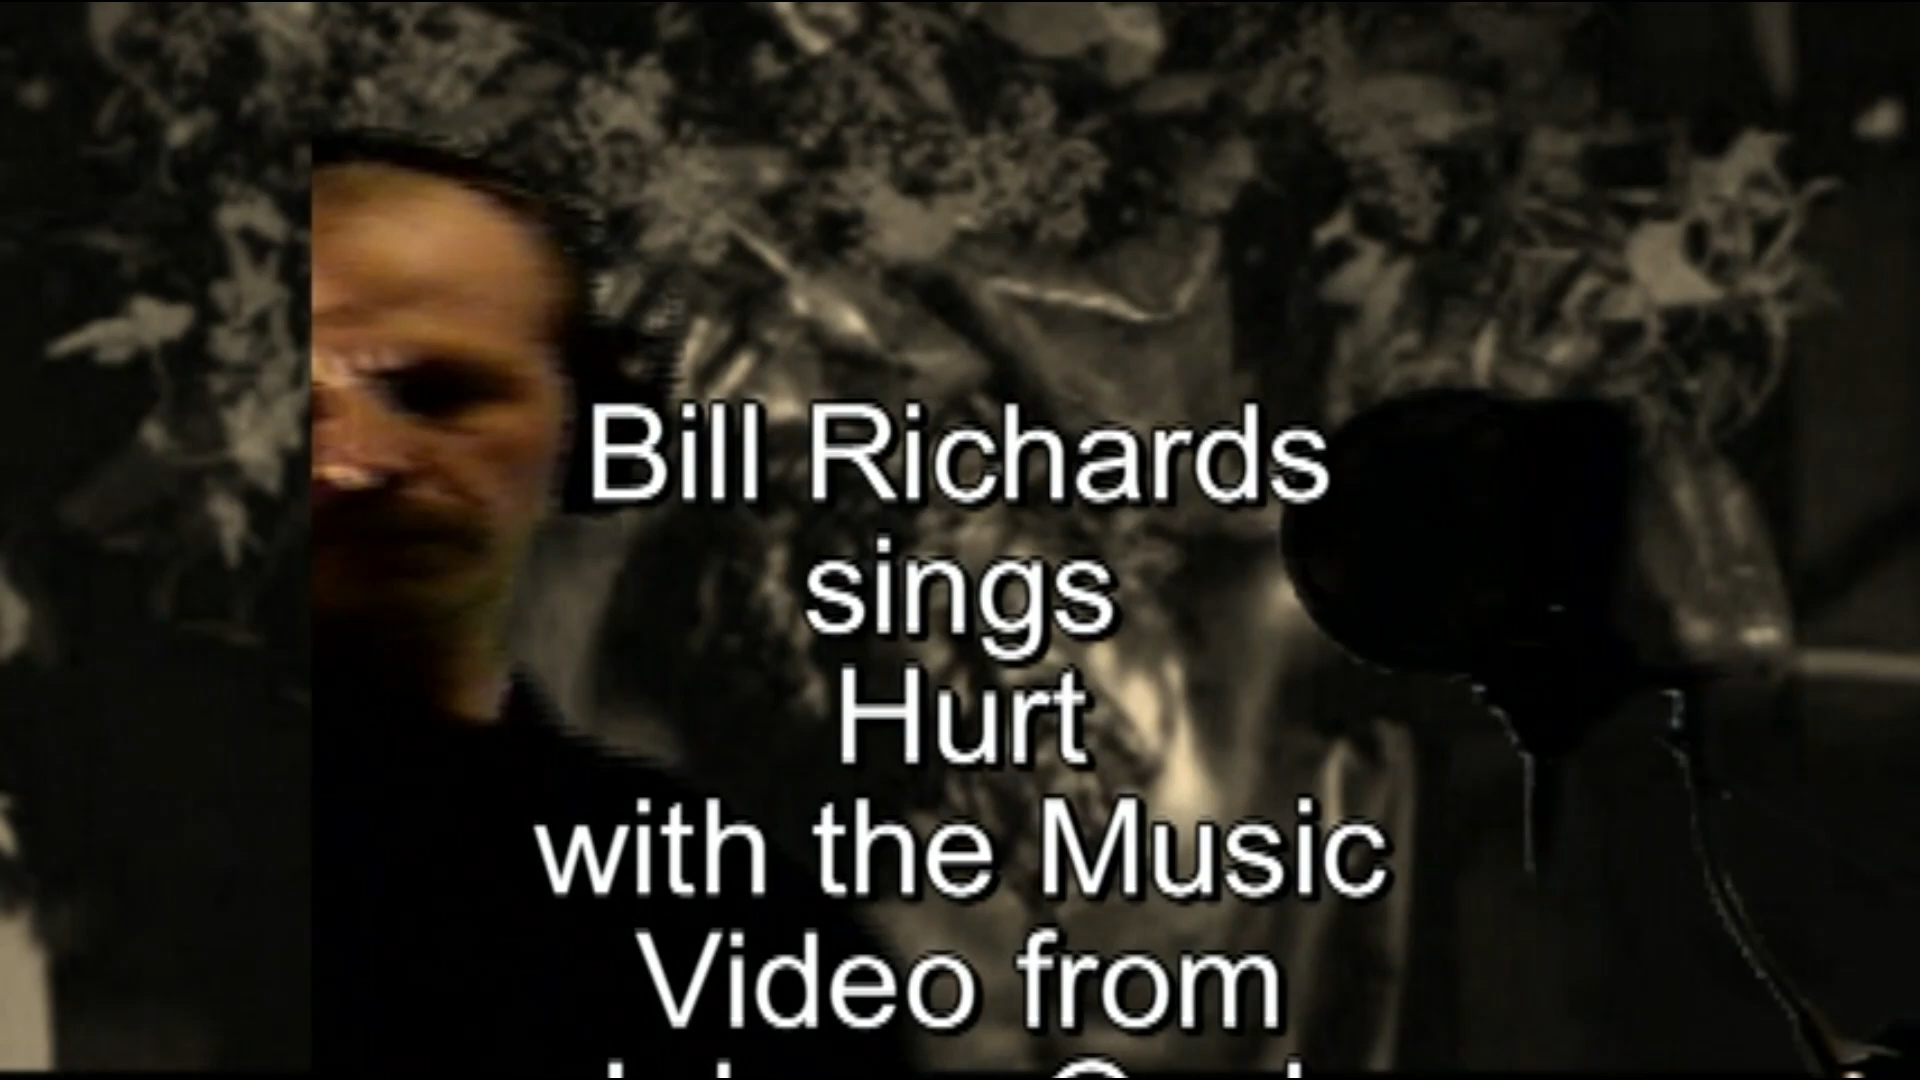 Bill Richards
sings
Hurt
with the Music
Video from